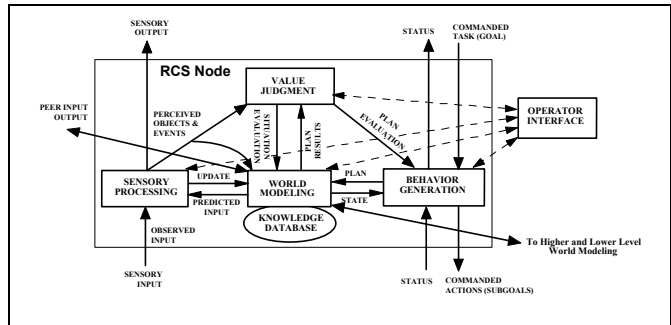 SENSORY
OUTPUT
STATUS
COMMANDED
TASK (GOAL)
RCS Node
VALUE
JUDGMENT
PEER INPUT
OUTPUT
PERCEIVED
OBJECTS &
EVENTS
SITUATION
EVALUATION
PLAN
RESULTS
PLAN
EVALUATION
OPERATOR
INTERFACE
SENSORY
PROCESSING
UPDATE
PREDICTED
INPUT
WORLD
MODELING
KNOWLEDGE
DATABASE
PLAN
STATE
BEHAVIOR
GENERATION
OBSERVED
INPUT
To Higher and Lower Level
World Modeling
SENSORY
INPUT
STATUS
COMMANDED
ACTIONS (SUBGOALS)